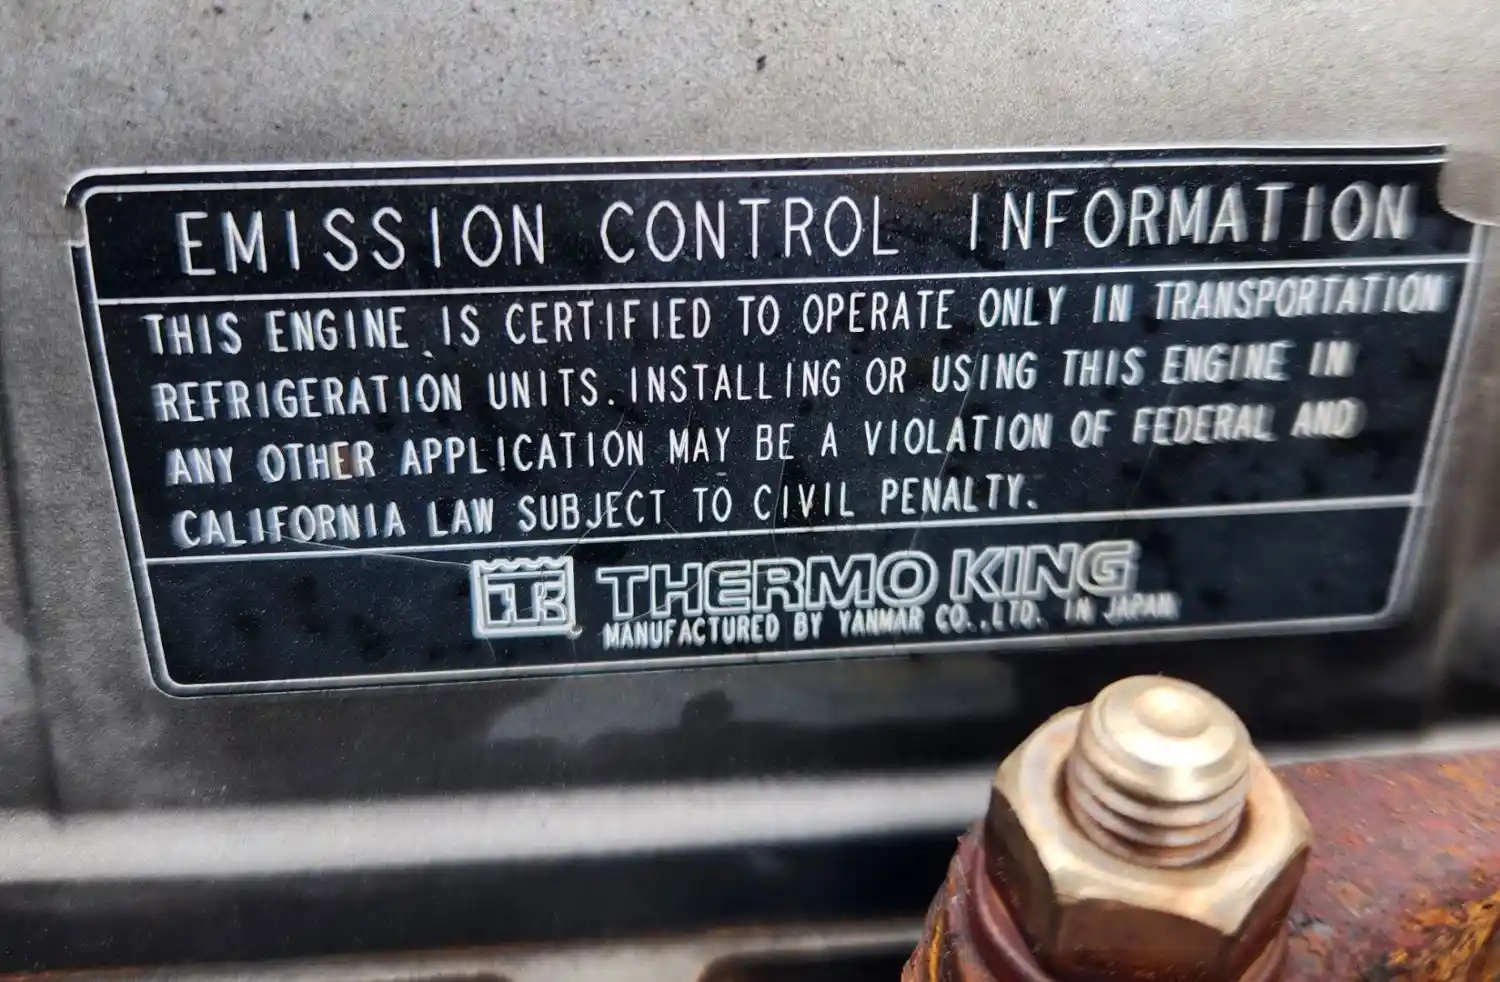 EMISSION CONTROL INFORMATION
THIS ENGINE IS CERTIFIED TO OPERATE ONLY IN TRANSPORTATION
REFRIGERATION UNITS. INSTALLING OR USING THIS ENGINE IN
ANY OTHER APPLICATION MAY BE A VIOLATION OF FEDERAL AND
CALIFORNIA LAW SUBJECT TO CIVIL PENALTY.
TK THERMO KING
MANUFACTURED BY YANMAR CO.,LTD. IN JAPAN